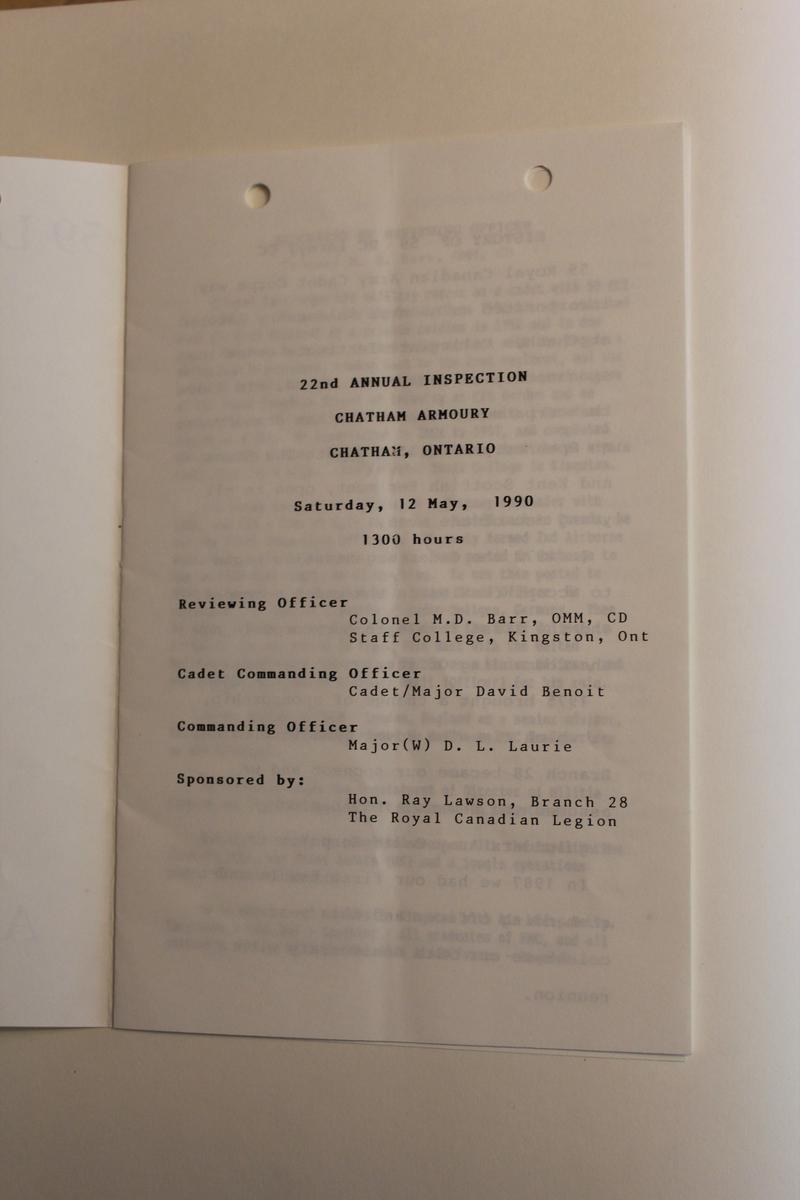 22nd ANNUAL INSPECTION
CHATHAM ARMOURY
CHATHAM, ONTARIO
Saturday, 12 May, 1990
1300 hours
Reviewing Officer
Colonel M.D. Barr, OMM, CD
Staff College, Kingston, Ont
Cadet Commanding Officer
Cadet/Major David Benoit
Commanding Officer
Major(W) D. L. Laurie
Sponsored by:
Hon. Ray Lawson, Branch 28
The Royal Canadian Legion